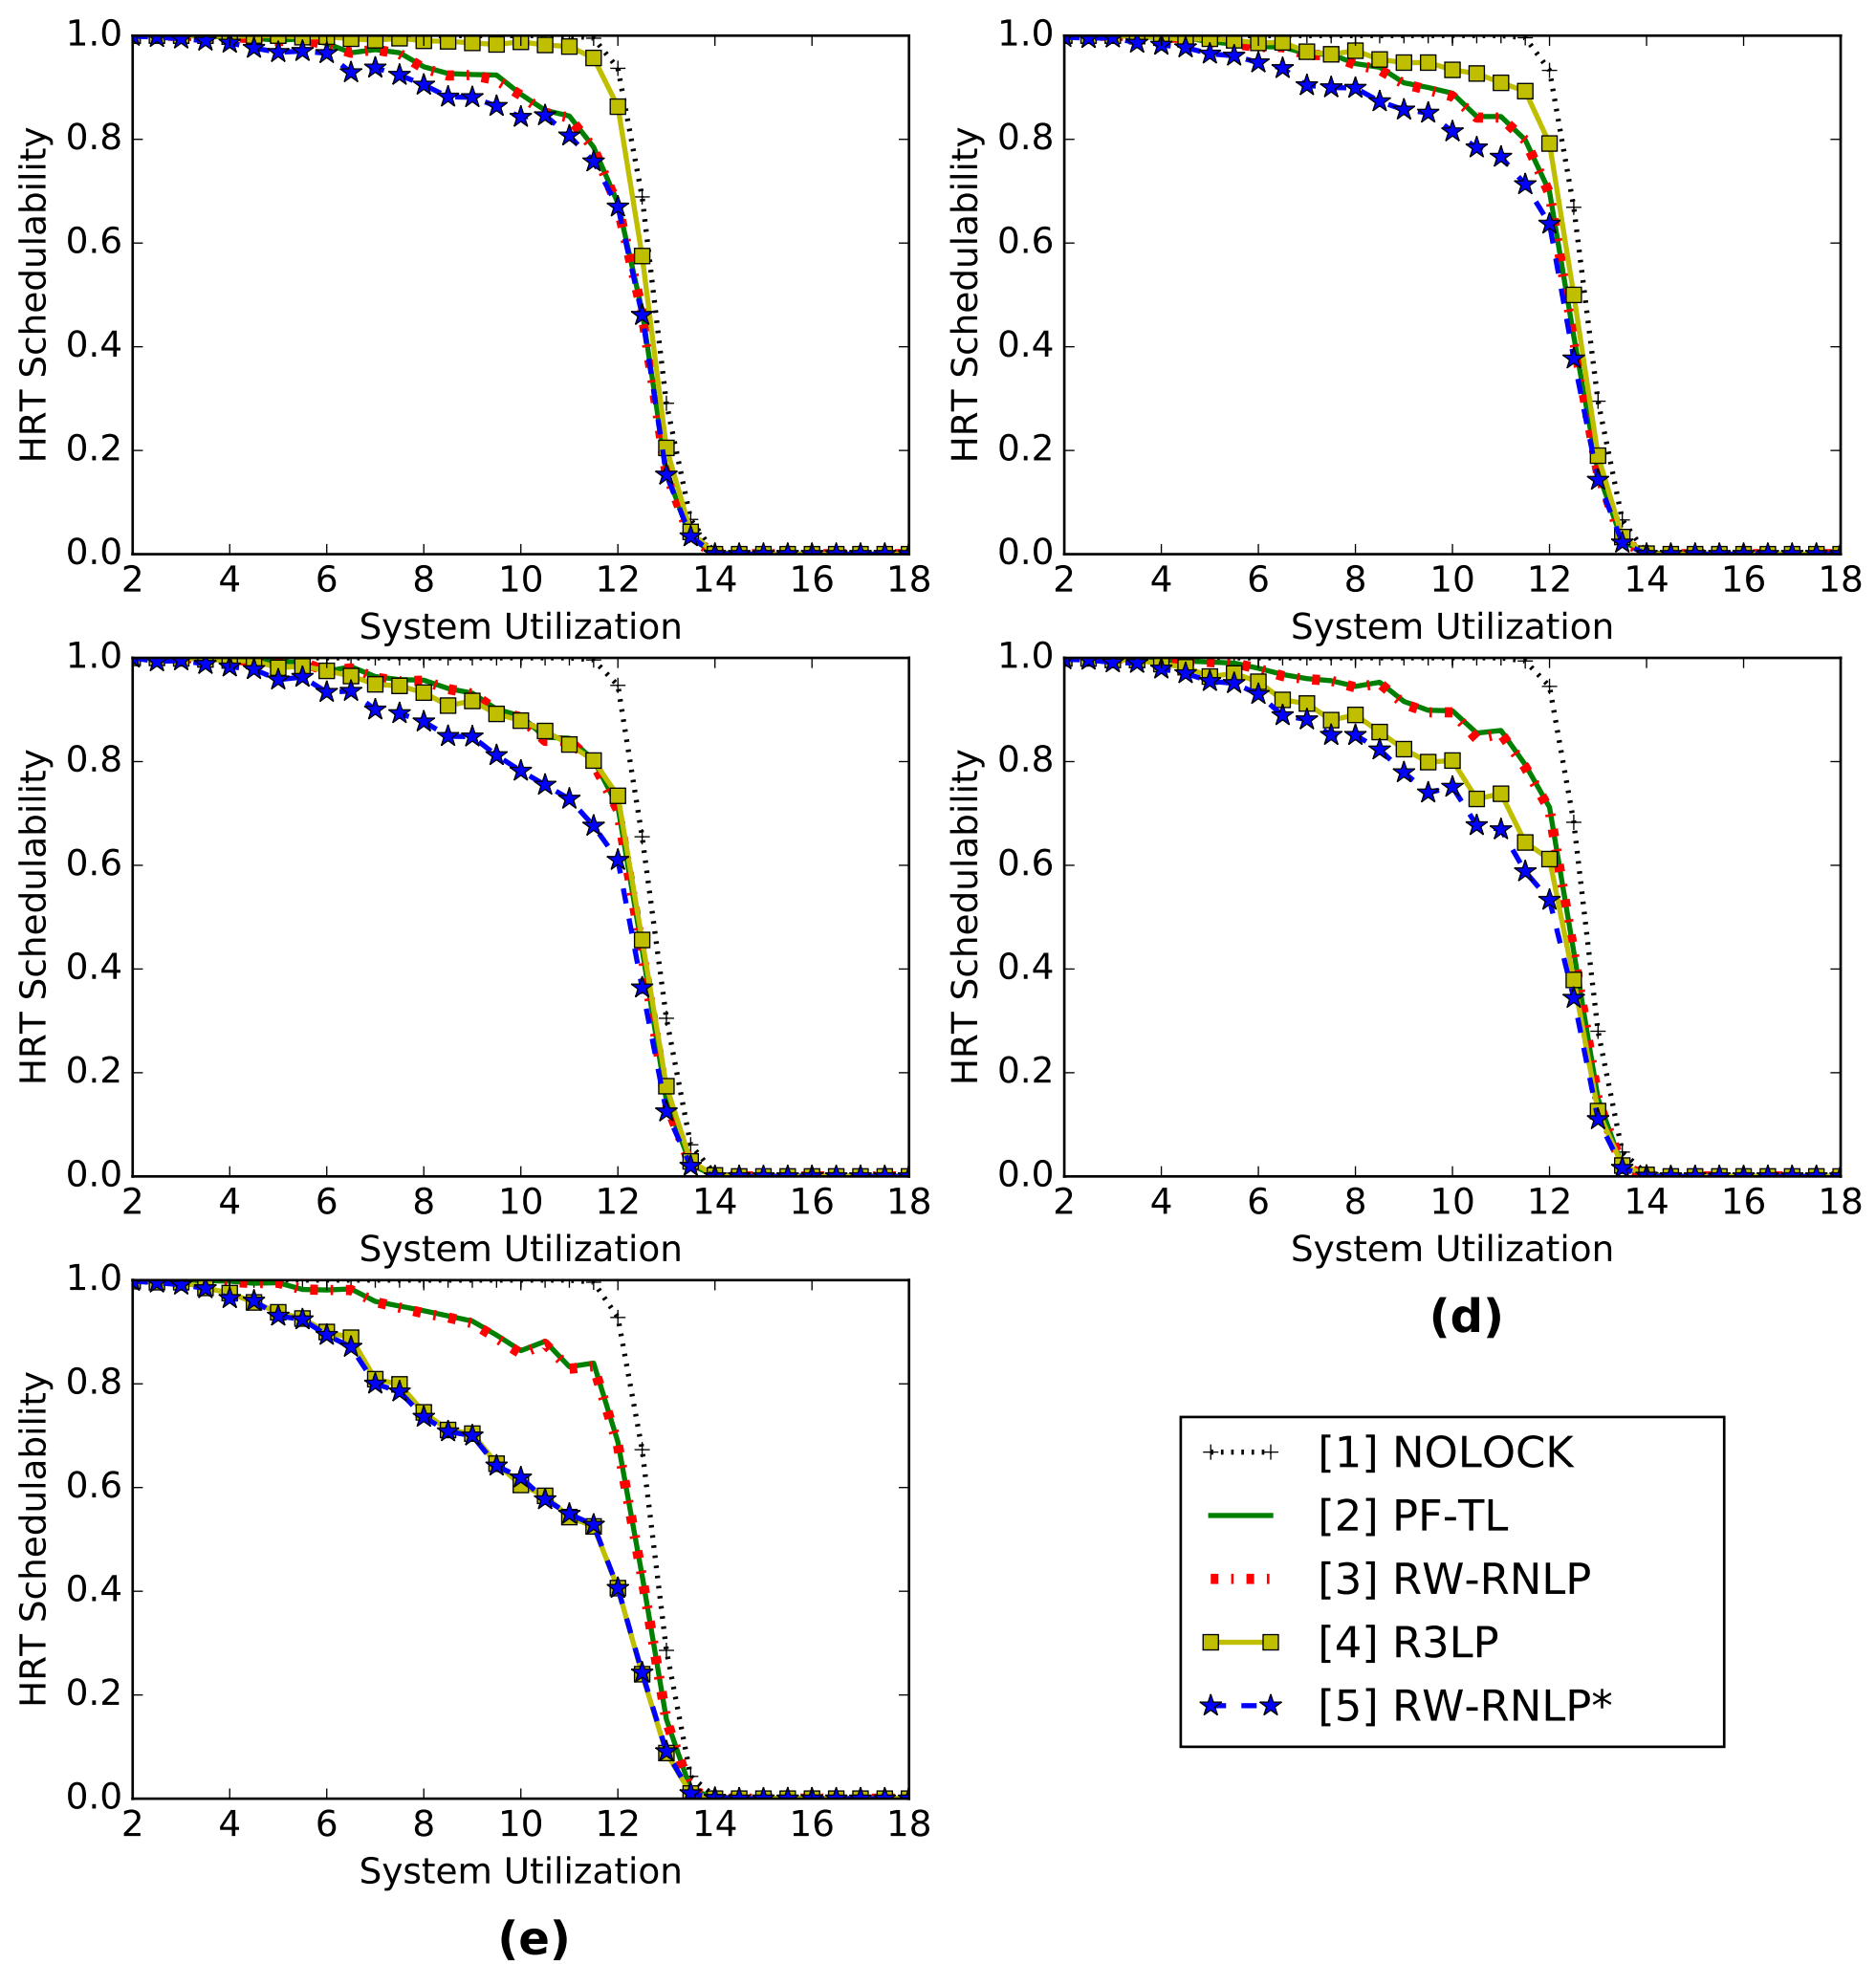 1.0
0.8
0.6
0.4
0.2
0.0
HRT Schedulability
2 4 6 8 10 12 14 16 18
System Utilization
1.0
0.8
0.6
0.4
0.2
0.0
HRT Schedulability
2 4 6 8 10 12 14 16 18
System Utilization
1.0
0.8
0.6
0.4
0.2
0.0
HRT Schedulability
2 4 6 8 10 12 14 16 18
System Utilization
1.0
0.8
0.6
0.4
0.2
0.0
HRT Schedulability
2 4 6 8 10 12 14 16 18
System Utilization
(d)
1.0
0.8
0.6
0.4
0.2
0.0
HRT Schedulability
2 4 6 8 10 12 14 16 18
System Utilization
(e)
[1] NOLOCK
[2] PF-TL
[3] RW-RNLP
[4] R3LP
[5] RW-RNLP*